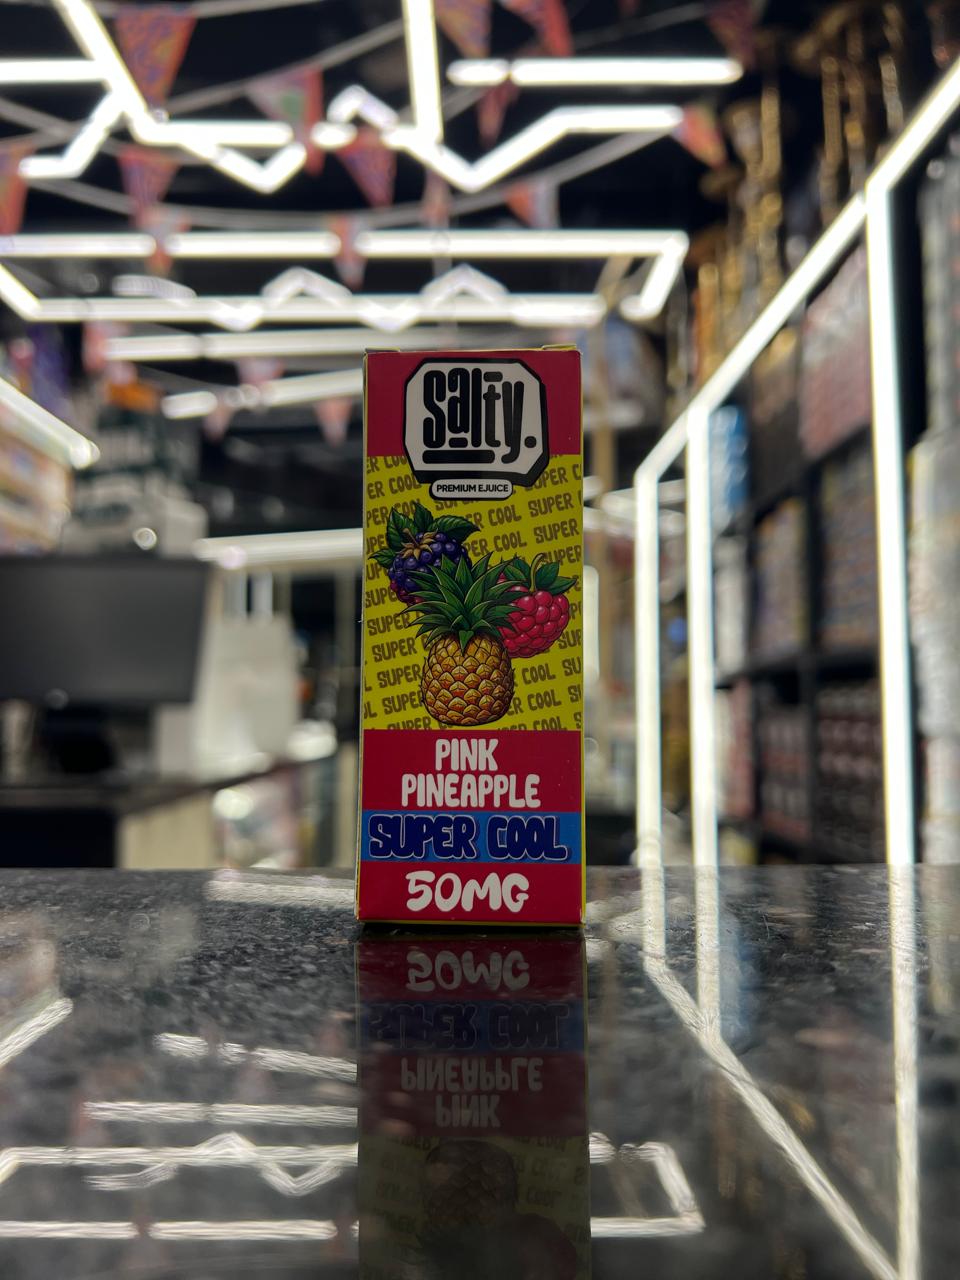 Salty.
PREMIUM EJUICE
SUPER COOL
PINK
PINEAPPLE
SUPER COOL
50MG